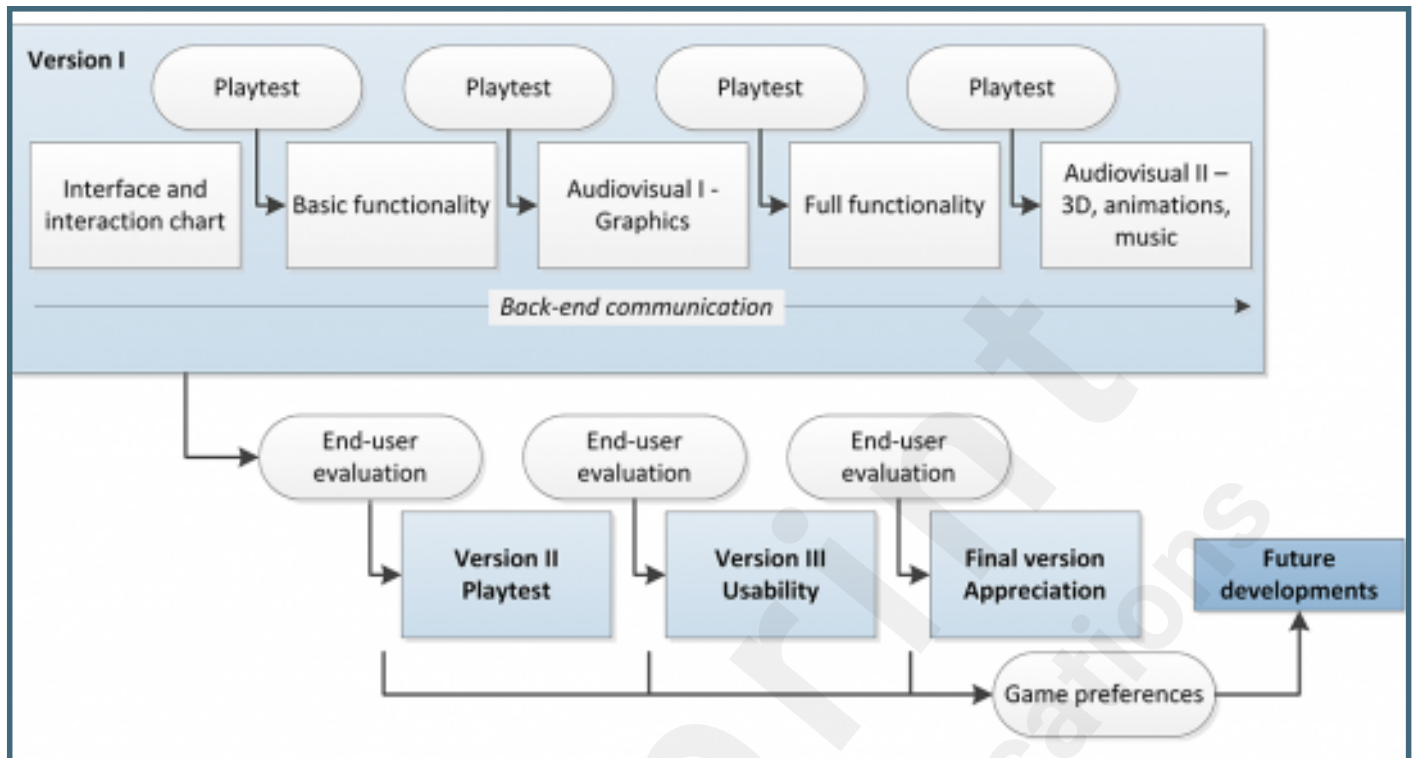 Version I
Playtest
Playtest
Playtest
Playtest
Interface and
interaction chart
Basic functionality
Audiovisual I -
Graphics
Full functionality
Audiovisual II –
3D, animations,
music
Back-end communication
End-user
evaluation
End-user
evaluation
End-user
evaluation
Version II
Playtest
Version III
Usability
Final version
Appreciation
Future
developments
Game preferences